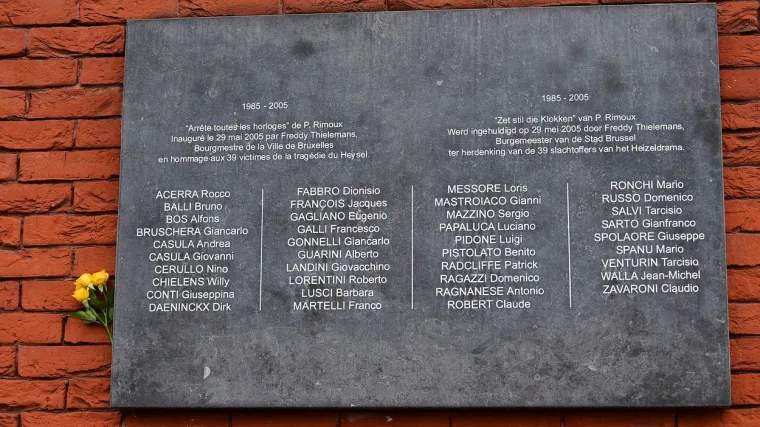 1985 - 2005
"Arrête toutes les horloges" de P. Rimoux
Inauguré le 29 mai 2005 par Freddy Thielemans,
Bourgmestre de la Ville de Bruxelles
en hommage aux 39 victimes de la tragédie du Heysel.
1985 - 2005
"Zet stil die Klokken" van P. Rimoux
Werd ingehuldigd op 29 mei 2005 door Freddy Thielemans,
Burgemeester van de Stad Brussel
ter herdenking van de 39 slachtoffers van het Heizeldrama.
ACERRA Rocco
BALLI Bruno
BOS Alfons
BRUSCHERA Giancarlo
CASULA Andrea
CASULA Giovanni
CERULLO Nino
CHIELENS Willy
CONTI Giuseppina
DAENINCKX Dirk
FABBRO Dionisio
FRANÇOIS Jacques
GAGLIANO Eugenio
GALLI Francesco
GONNELLI Giancarlo
GUARINI Alberto
LANDINI Giovacchino
LORENTINI Roberto
LUSCI Barbara
MARTELLI Franco
MESSORE Loris
MASTROIACO Gianni
MAZZINO Sergio
PAPALUCA Luciano
PIDONE Luigi
PISTOLATO Benito
RADCLIFFE Patrick
RAGAZZI Domenico
RAGNANESE Antonio
ROBERT Claude
RONCHI Mario
RUSSO Domenico
SALVI Tarcisio
SARTO Gianfranco
SPOLAORE Giuseppe
SPANU Mario
VENTURIN Tarcisio
WALLA Jean-Michel
ZAVARONI Claudio